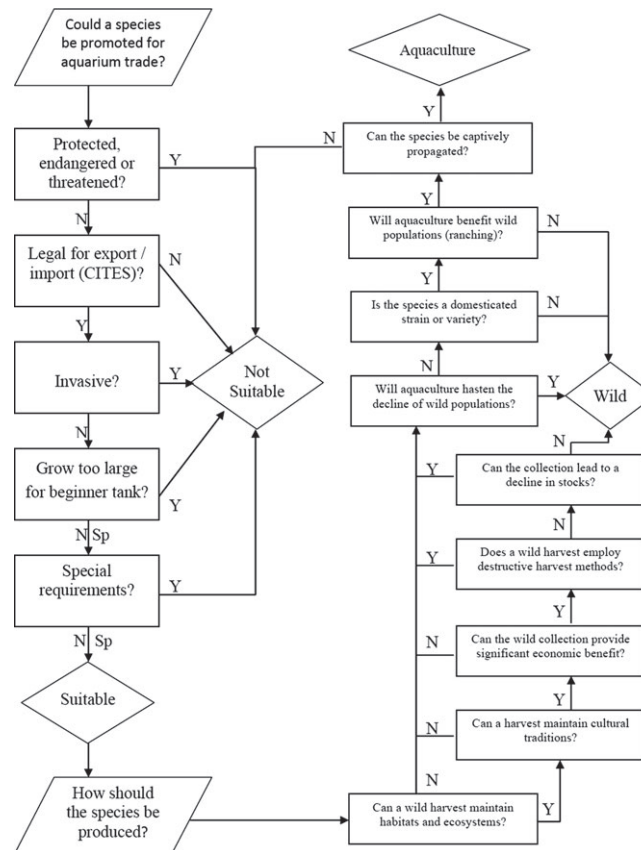 Could a species
be promoted for
aquarium trade?
Protected,
endangered or
threatened?
Y
N
Legal for export /
import (CITES)?
N
Y
Invasive?
Y
N
Grow too large
for beginner tank?
Y
N Sp
Special
requirements?
Y
N Sp
Suitable
How should
the species be
produced?
Not
Suitable
Aquaculture
Y
N
Can the species be captively
propagated?
Y
Will aquaculture benefit wild
populations (ranching)?
N
Y
Is the species a domesticated
strain or variety?
N
N
Will aquaculture hasten the
decline of wild populations?
Y
Wild
N
Y
Can the collection lead to a
decline in stocks?
N
Y
Does a wild harvest employ
destructive harvest methods?
Y
N
Can the wild collection provide
significant economic benefit?
Y
N
Can a harvest maintain cultural
traditions?
N
Y
Can a wild harvest maintain
habitats and ecosystems?